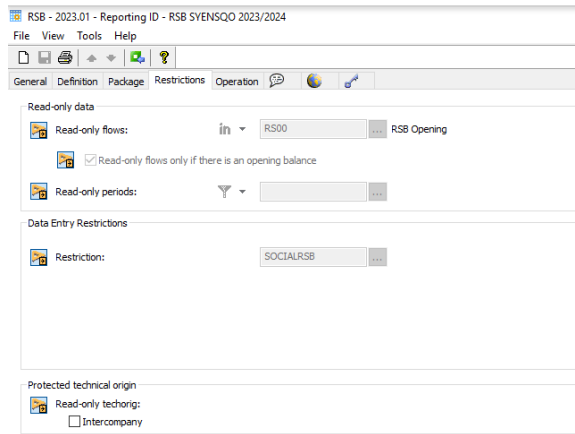 RSB - 2023.01 - Reporting ID - RSB SYENSQO 2023/2024
File View Tools Help
General Definition Package Restrictions Operation
Read-only data
Read-only flows: in RS00 ... RSB Opening
Read-only flows only if there is an opening balance
Read-only periods: ...
Data Entry Restrictions
Restriction: SOCIALRSB ...
Protected technical origin
Read-only techorig:
Intercompany